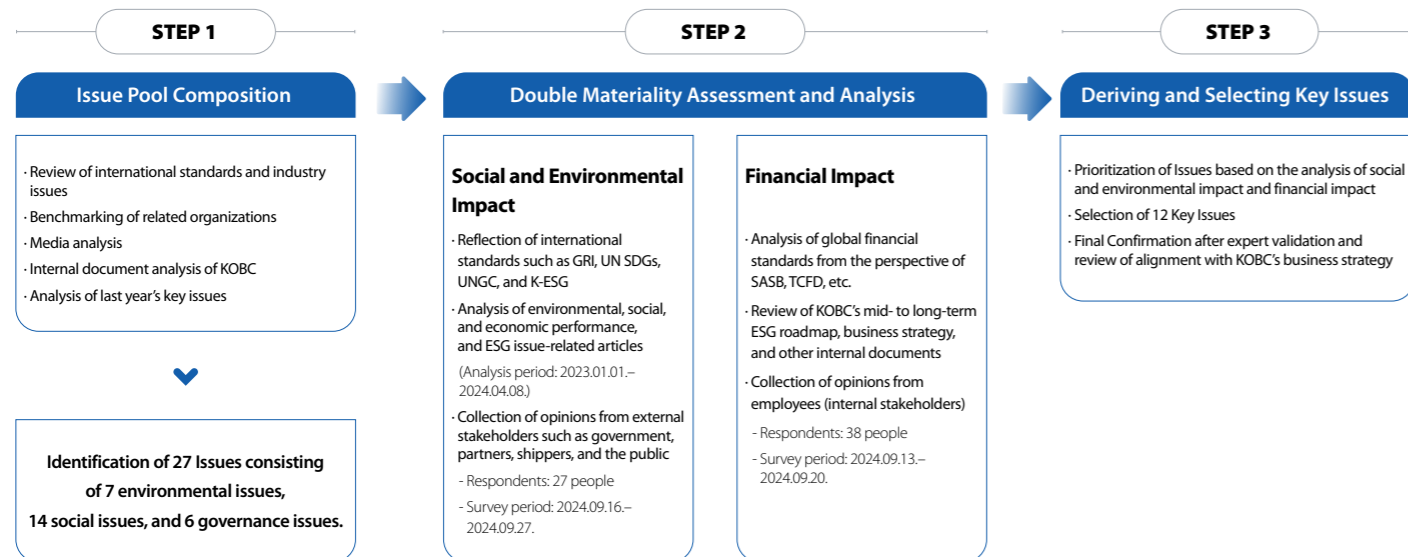 STEP 1
Issue Pool Composition
· Review of international standards and industry
issues
· Benchmarking of related organizations
· Media analysis
· Internal document analysis of KOBC
· Analysis of last year's key issues
Identification of 27 Issues consisting
of 7 environmental issues,
14 social issues, and 6 governance issues.
STEP 2
Double Materiality Assessment and Analysis
Social and Environmental
Impact
· Reflection of international
standards such as GRI, UN SDGs,
UNGC, and K-ESG
· Analysis of environmental, social,
and economic performance,
and ESG issue-related articles
(Analysis period: 2023.01.01.–
2024.04.08.)
· Collection of opinions from external
stakeholders such as government,
partners, shippers, and the public
- Respondents: 27 people
- Survey period: 2024.09.16.–
2024.09.27.
Financial Impact
· Analysis of global financial
standards from the perspective of
SASB, TCFD, etc.
· Review of KOBC's mid- to long-term
ESG roadmap, business strategy,
and other internal documents
· Collection of opinions from
employees (internal stakeholders)
- Respondents: 38 people
- Survey period: 2024.09.13.–
2024.09.20.
STEP 3
Deriving and Selecting Key Issues
· Prioritization of Issues based on the analysis of social
and environmental impact and financial impact
· Selection of 12 Key Issues
· Final Confirmation after expert validation and
review of alignment with KOBC's business strategy